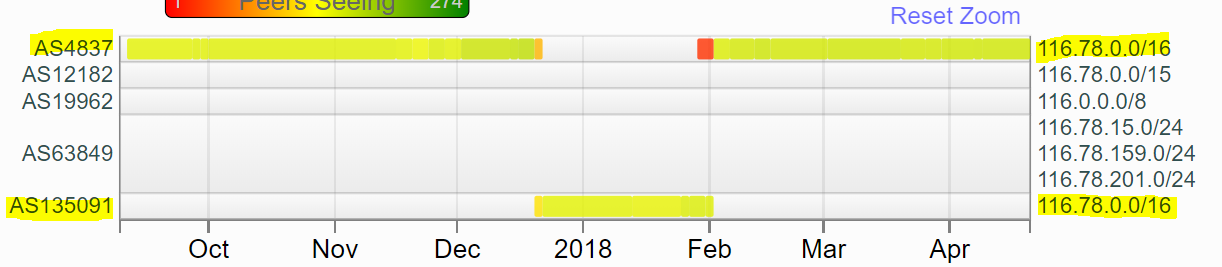 1 Peers Seeing 274
Reset Zoom
AS4837 116.78.0.0/16
AS12182 116.78.0.0/15
AS19962 116.0.0.0/8
116.78.15.0/24
AS63849 116.78.159.0/24
116.78.201.0/24
AS135091 116.78.0.0/16
Oct Nov Dec 2018 Feb Mar Apr